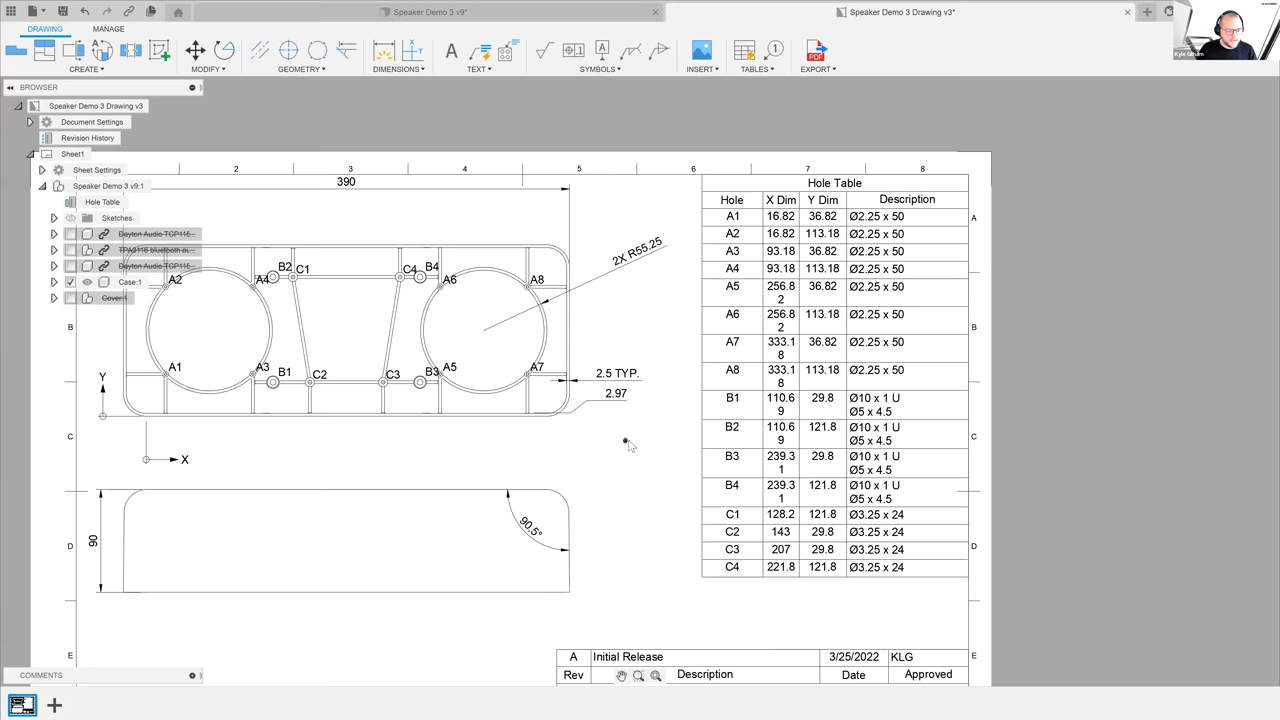 Speaker Demo 3 v9*
Speaker Demo 3 Drawing v3*
DRAWING
MANAGE
CREATE
MODIFY
GEOMETRY
DIMENSIONS
TEXT
SYMBOLS
INSERT
TABLES
EXPORT
BROWSER
Speaker Demo 3 Drawing v3
Document Settings
Revision History
Sheet1
Sheet Settings
Speaker Demo 3 v9:1
Hole Table
Sketches
Dayton Audio TCP115...
Dayton Audio TCP115...
Case:1
Cover:1
2 3 4 5 6 7 8
390
2X R55.25
A2 A4 B2 C1 C4 B4 A6 A8
A1 A3 B1 C2 C3 B3 A5 A7
2.5 TYP.
2.97
Y
X
90
90.5°
B
C
D
E
Hole Table
Hole X Dim Y Dim Description
A1 16.82 36.82 Ø2.25 x 50
A2 16.82 113.18 Ø2.25 x 50
A3 93.18 36.82 Ø2.25 x 50
A4 93.18 113.18 Ø2.25 x 50
A5 256.8 36.82 Ø2.25 x 50
2
A6 256.8 113.18 Ø2.25 x 50
2
A7 333.1 36.82 Ø2.25 x 50
8
A8 333.1 113.18 Ø2.25 x 50
8
B1 110.6 29.8 Ø10 x 1 U
9 Ø5 x 4.5
B2 110.6 121.8 Ø10 x 1 U
9 Ø5 x 4.5
B3 239.3 29.8 Ø10 x 1 U
1 Ø5 x 4.5
B4 239.3 121.8 Ø10 x 1 U
1 Ø5 x 4.5
C1 128.2 121.8 Ø3.25 x 24
C2 143 29.8 Ø3.25 x 24
C3 207 29.8 Ø3.25 x 24
C4 221.8 121.8 Ø3.25 x 24
A
B
C
D
E
A Initial Release 3/25/2022 KLG
Rev Description Date Approved
COMMENTS